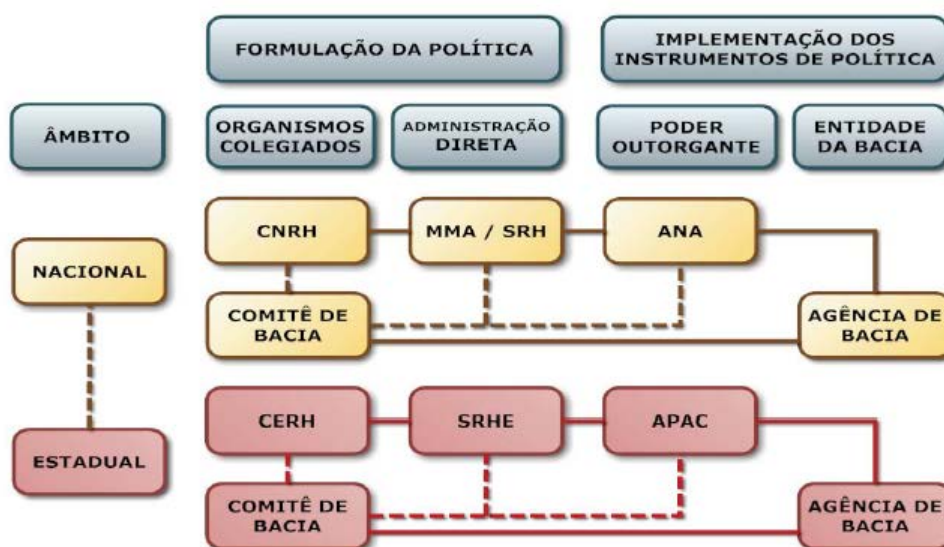 FORMULAÇÃO DA POLÍTICA
IMPLEMENTAÇÃO DOS
INSTRUMENTOS DE POLÍTICA
ÂMBITO
ORGANISMOS
COLEGIADOS
ADMINISTRAÇÃO
DIRETA
PODER
OUTORGANTE
ENTIDADE
DA BACIA
NACIONAL
CNRH
MMA / SRH
ANA
COMITÊ DE
BACIA
AGÊNCIA DE
BACIA
ESTADUAL
CERH
SRHE
APAC
COMITÊ DE
BACIA
AGÊNCIA DE
BACIA